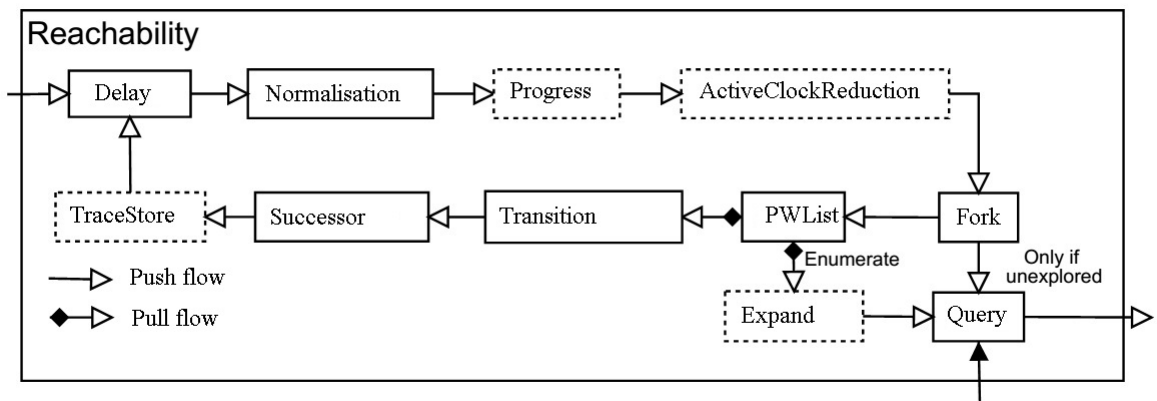 Reachability
Delay
Normalisation
Progress
ActiveClockReduction
TraceStore
Successor
Transition
PWList
Fork
Enumerate
Only if
unexplored
Push flow
Pull flow
Expand
Query